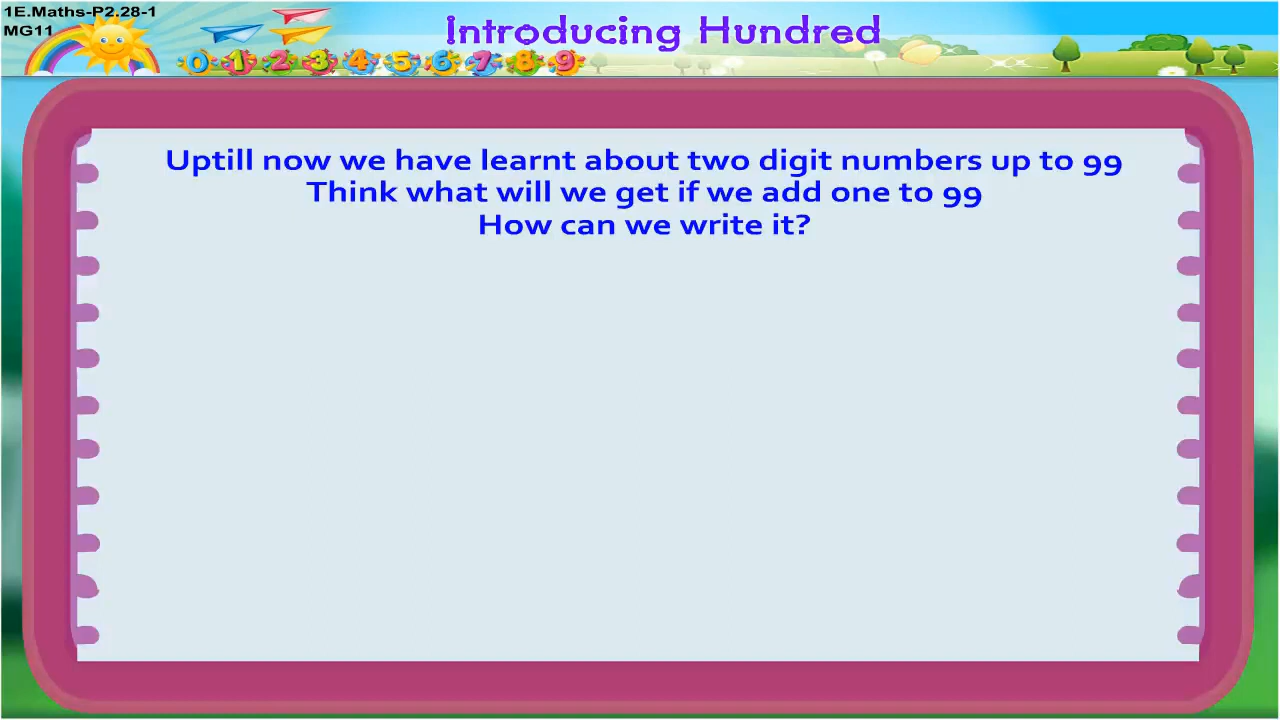 1E.Maths-P2.28-1
MG11
Introducing Hundred
0 1 2 3 4 5 6 7 8 9
Uptill now we have learnt about two digit numbers up to 99
Think what will we get if we add one to 99
How can we write it?